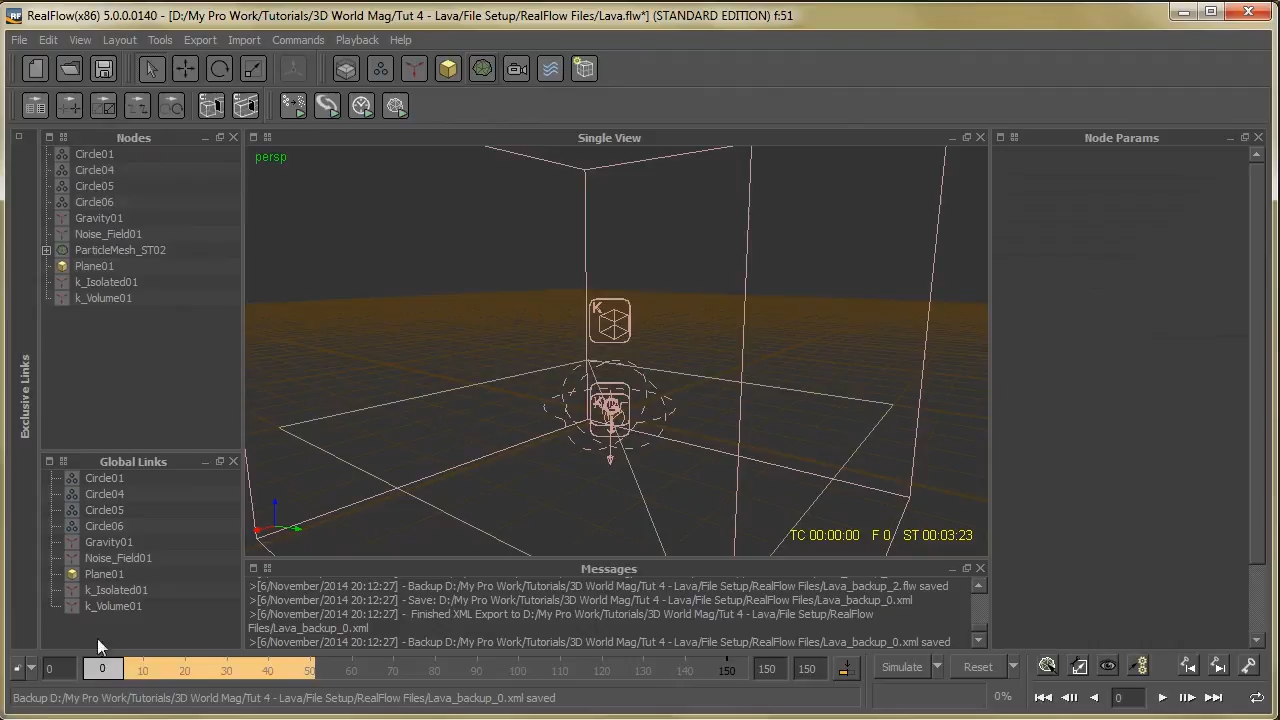 RealFlow(x86) 5.0.0.0140 - [D:/My Pro Work/Tutorials/3D World Mag/Tut 4 - Lava/File Setup/RealFlow Files/Lava.flw*] (STANDARD EDITION) f:51
File Edit View Layout Tools Export Import Commands Playback Help
Nodes
Circle01
Circle04
Circle05
Circle06
Gravity01
Noise_Field01
ParticleMesh_ST02
Plane01
k_Isolated01
k_Volume01
Exclusive Links
Global Links
Circle01
Circle04
Circle05
Circle06
Gravity01
Noise_Field01
Plane01
k_Isolated01
k_Volume01
Single View
persp
K
K G
TC 00:00:00 F 0 ST 00:03:23
Node Params
Messages
>[6/November/2014 20:12:27] - Backup D:/My Pro Work/Tutorials/3D World Mag/Tut 4 - Lava/File Setup/RealFlow Files/Lava_backup_2.flw saved
>[6/November/2014 20:12:27] - Save: D:/My Pro Work/Tutorials/3D World Mag/Tut 4 - Lava/File Setup/RealFlow Files/Lava_backup_0.xml
>[6/November/2014 20:12:27] - Finished XML Export to D:/My Pro Work/Tutorials/3D World Mag/Tut 4 - Lava/File Setup/RealFlow
Files/Lava_backup_0.xml
>[6/November/2014 20:12:27] - Backup D:/My Pro Work/Tutorials/3D World Mag/Tut 4 - Lava/File Setup/RealFlow Files/Lava_backup_0.xml saved
0 0 10 20 30 40 50 60 70 80 90 100 110 120 130 140 150 150 150 Simulate Reset
Backup D:/My Pro Work/Tutorials/3D World Mag/Tut 4 - Lava/File Setup/RealFlow Files/Lava_backup_0.xml saved
0%
0